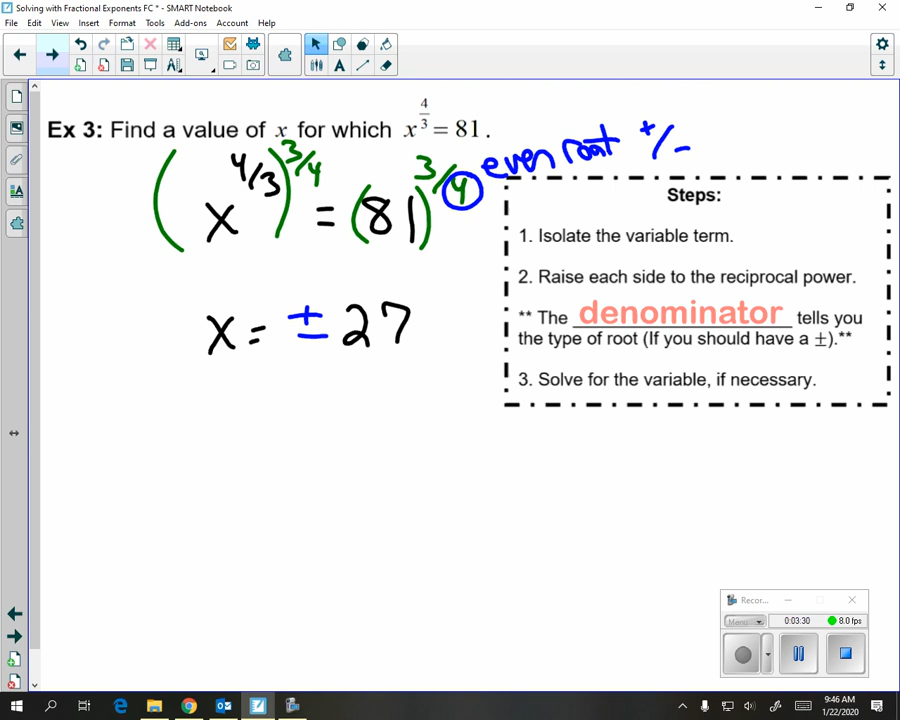 Solving with Fractional Exponents FC * - SMART Notebook
File Edit View Insert Format Tools Add-ons Account Help
Ex 3: Find a value of x for which x^(4/3) = 81.
even root +/-
(x^4/3)^3/4 = (81)^3/4
x = ± 27
Steps:
1. Isolate the variable term.
2. Raise each side to the reciprocal power.
** The denominator tells you
the type of root (If you should have a ±).**
3. Solve for the variable, if necessary.
Recor...
Menu 0:03:30 8.0 fps
9:46 AM
1/22/2020